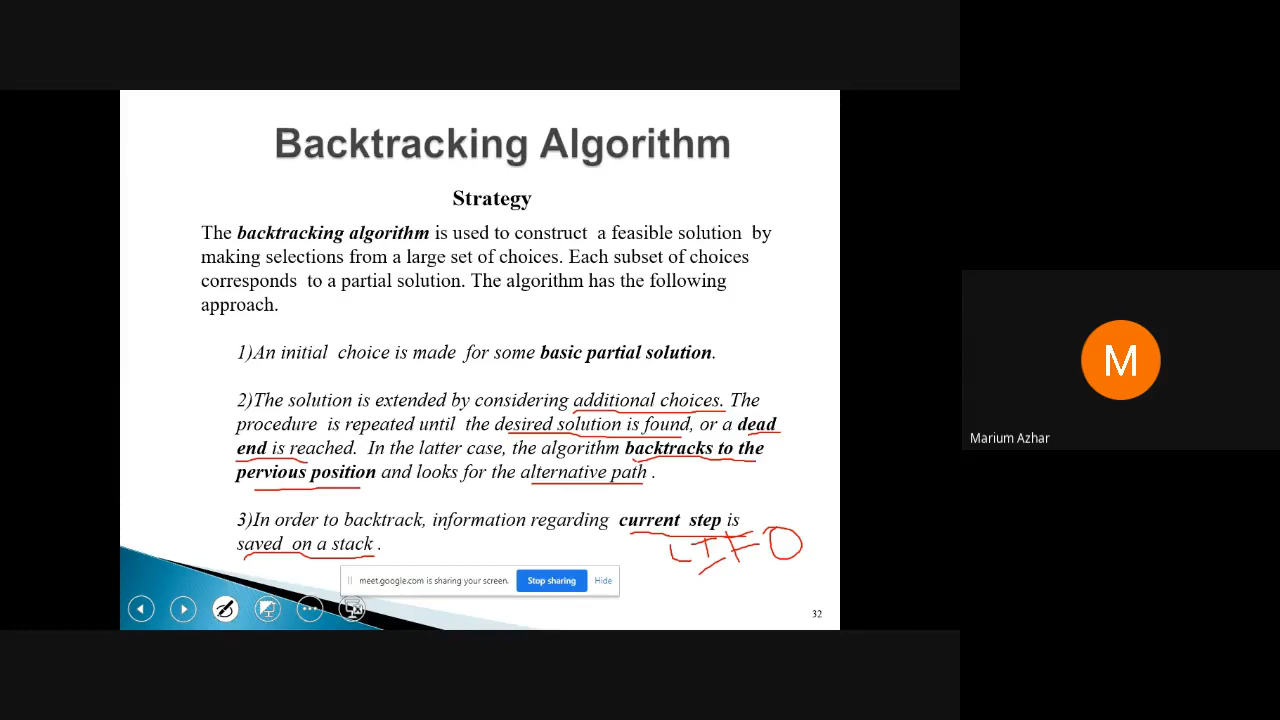 Backtracking Algorithm
Strategy
The backtracking algorithm is used to construct a feasible solution by
making selections from a large set of choices. Each subset of choices
corresponds to a partial solution. The algorithm has the following
approach.
1)An initial choice is made for some basic partial solution.
2)The solution is extended by considering additional choices. The
procedure is repeated until the desired solution is found, or a dead
end is reached. In the latter case, the algorithm backtracks to the
pervious position and looks for the alternative path .
3)In order to backtrack, information regarding current step is
saved on a stack .
LIFO
meet.google.com is sharing your screen.
Stop sharing
Hide
32
M
Marium Azhar